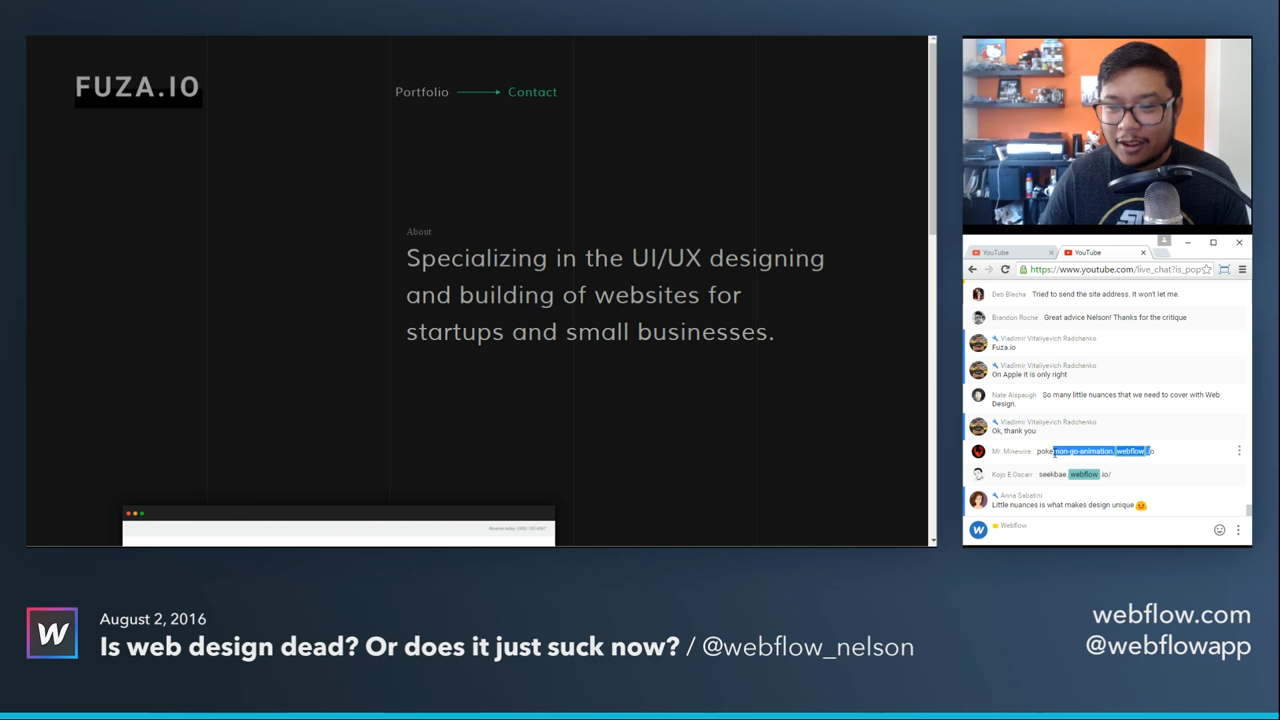 FUZA.IO
Portfolio
Contact
About
Specializing in the UI/UX designing
and building of websites for
startups and small businesses.
YouTube
YouTube
https://www.youtube.com/live_chat?is_pop
Deb Blecha Tried to send the site address. It won't let me.
Brandon Roche Great advice Nelson! Thanks for the critique
Vladimir Vitaliyevich Radchenko
Fuza.io
Vladimir Vitaliyevich Radchenko
On Apple it is only right
Nate Alspaugh So many little nuances that we need to cover with Web
Design.
Vladimir Vitaliyevich Radchenko
Ok, thank you
Mr. Minewire pokemon-go-animation.webflow.io
Kojo E Oscarr seekbae.webflow.io/
Anna Sabatini
Little nuances is what makes design unique
W
Webflow
W
August 2, 2016
Is web design dead? Or does it just suck now? / @webflow_nelson
webflow.com
@webflowapp